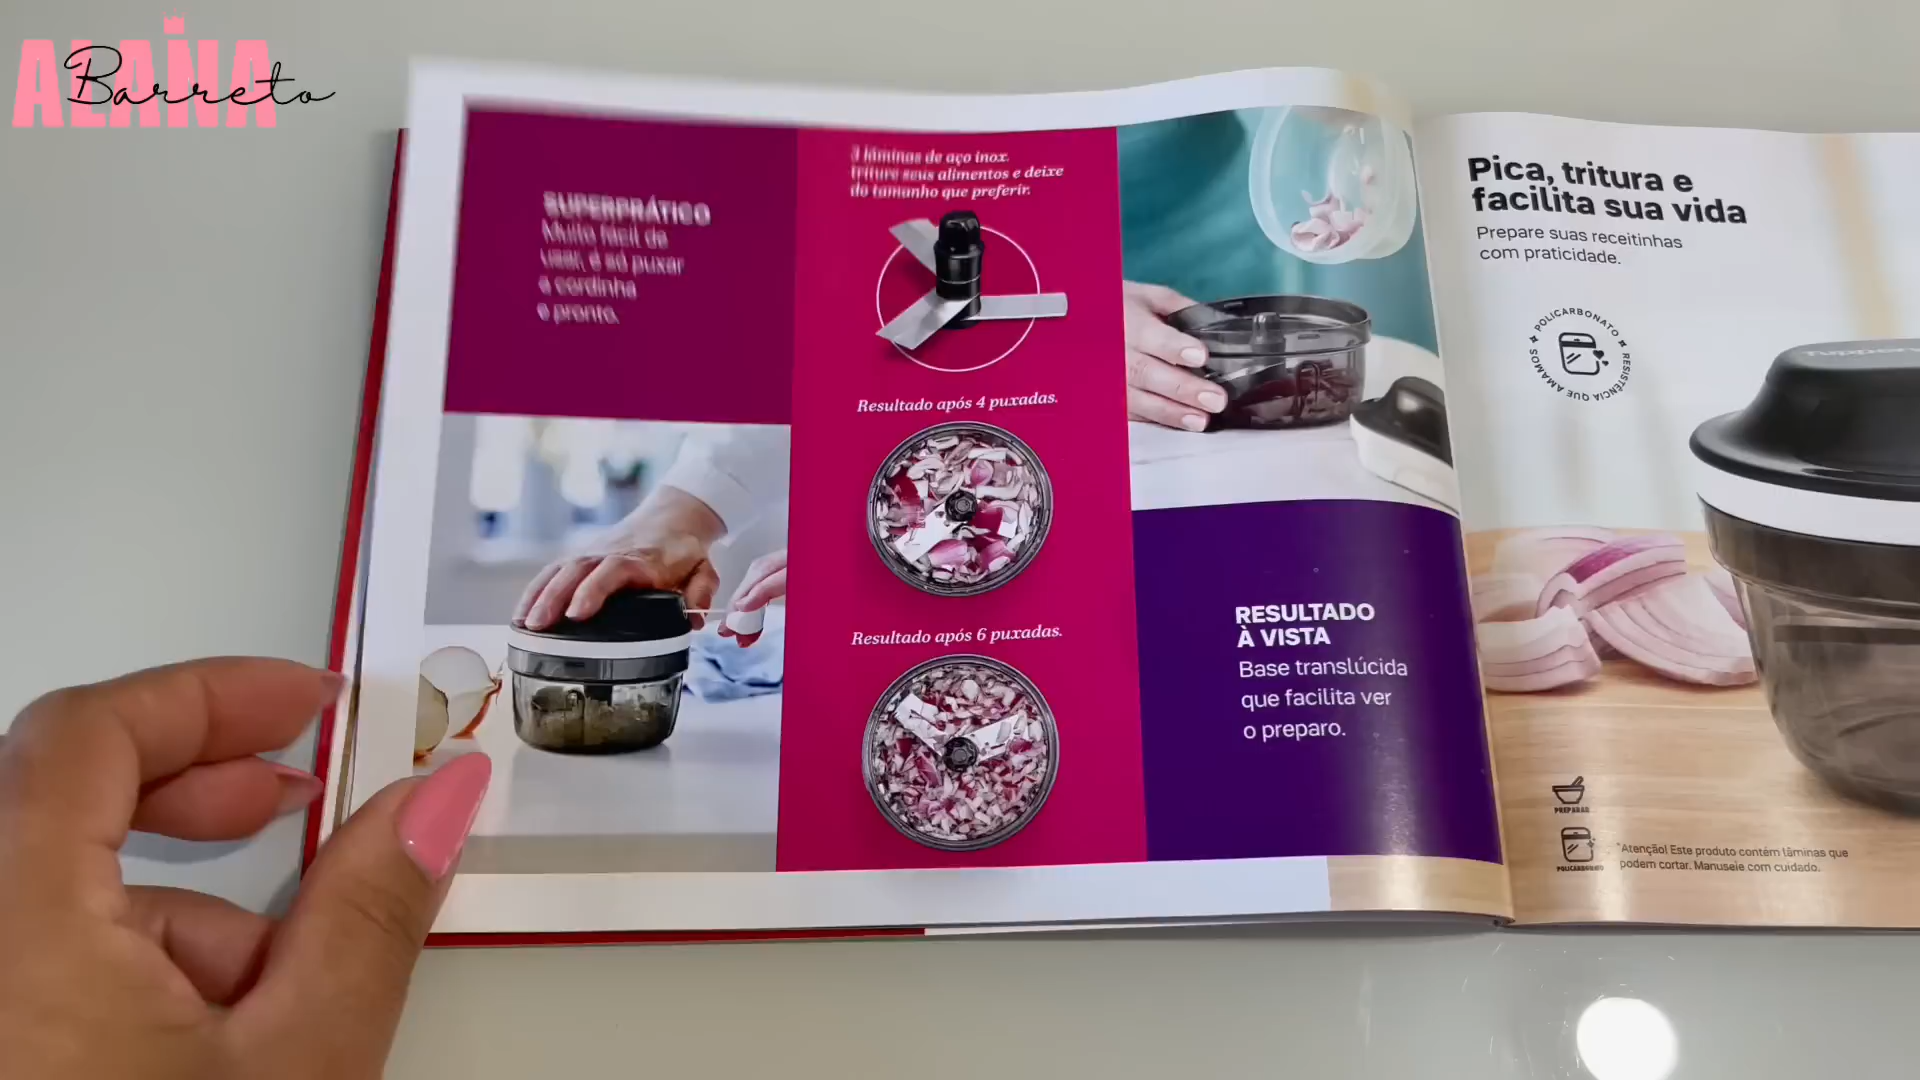 ALANA
Barreto
SUPERPRÁTICO
Muito fácil de
usar, é só puxar
a cordinha
e pronto.
3 lâminas de aço inox.
Triture seus alimentos e deixe
do tamanho que preferir.
Resultado após 4 puxadas.
Resultado após 6 puxadas.
RESULTADO
À VISTA
Base translúcida
que facilita ver
o preparo.
Pica, tritura e
facilita sua vida
Prepare suas receitinhas
com praticidade.
POLICARBONATO
RESISTÊNCIA QUE AMAMOS
PREPARAR
POLICARBONATO
*Atenção! Este produto contém lâminas que
podem cortar. Manuseie com cuidado.